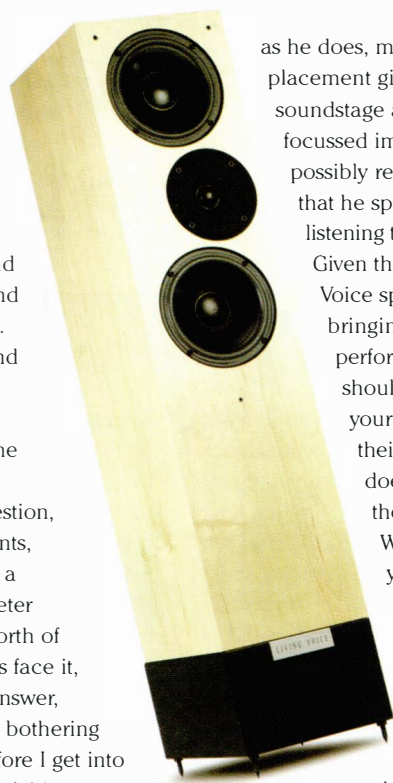 nd
nd
.
nd
ne
estion,
nts,
a
eter
orth of
s face it,
nswer,
bothering
fore I get into
as he does, m
placement gi
soundstage a
focussed im
possibly re
that he sp
listening t
Given th
Voice sp
bringin
perfor
shoul
your
thei
doe
the
W
y
LIVING VOICE